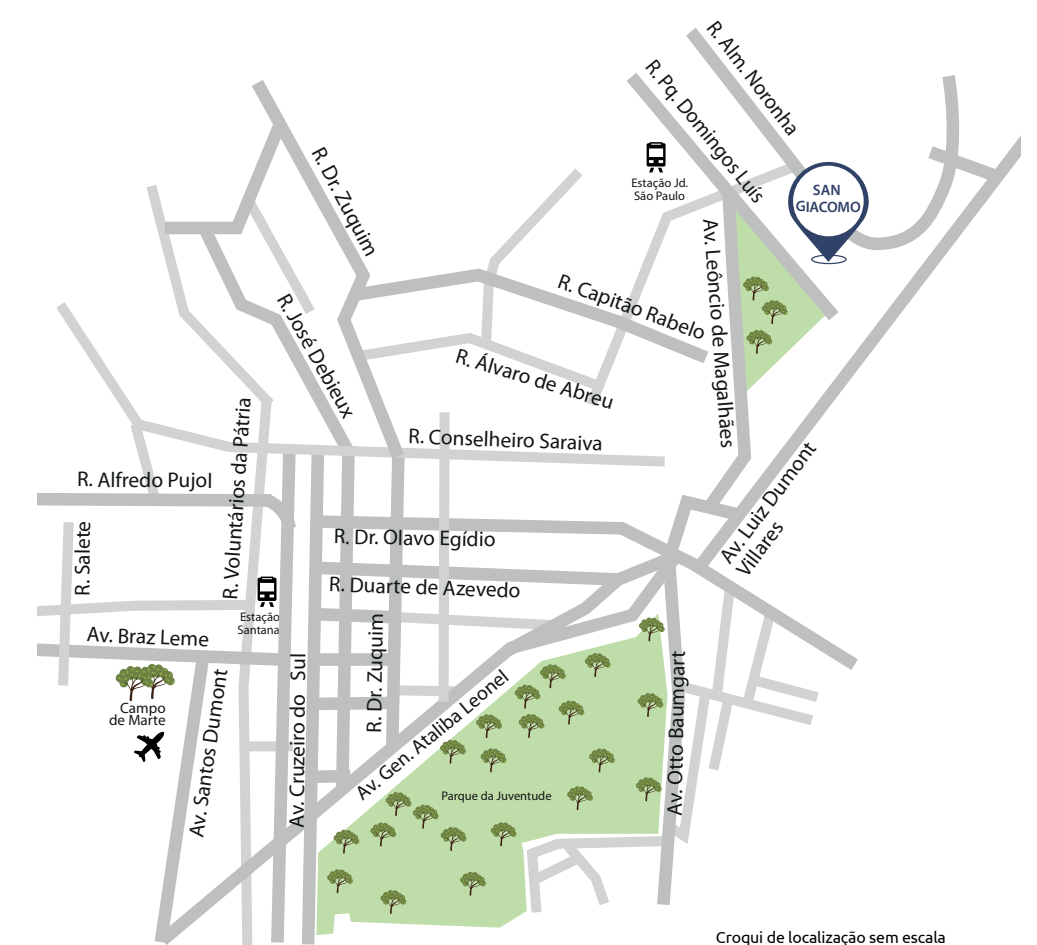 R. Alm. Noronha
R. Pq. Domingos Luís
Estação Jd.
São Paulo
SAN
GIACOMO
R. Dr. Zuquim
Av. Leôncio de Magalhães
R. Capitão Rabelo
R. José Debieux
R. Álvaro de Abreu
R. Conselheiro Saraiva
R. Voluntários da Pátria
R. Alfredo Pujol
Av. Luiz Dumont
Villares
R. Salete
R. Dr. Olavo Egídio
R. Duarte de Azevedo
Estação
Santana
Av. Braz Leme
R. Dr. Zuquim
Av. Cruzeiro do Sul
Av. Santos Dumont
Campo
de Marte
Av. Gen. Ataliba Leonel
Av. Otto Baumgart
Parque da Juventude
Croqui de localização sem escala